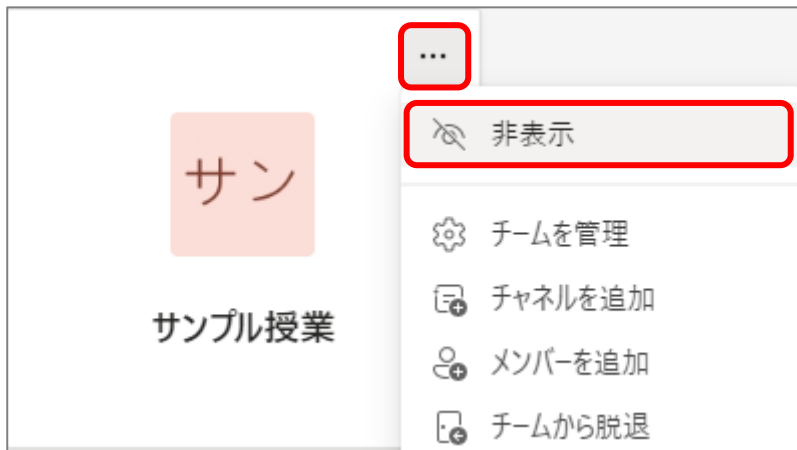 …
非表示
サン
サンプル授業
チームを管理
チャネルを追加
メンバーを追加
チームから脱退